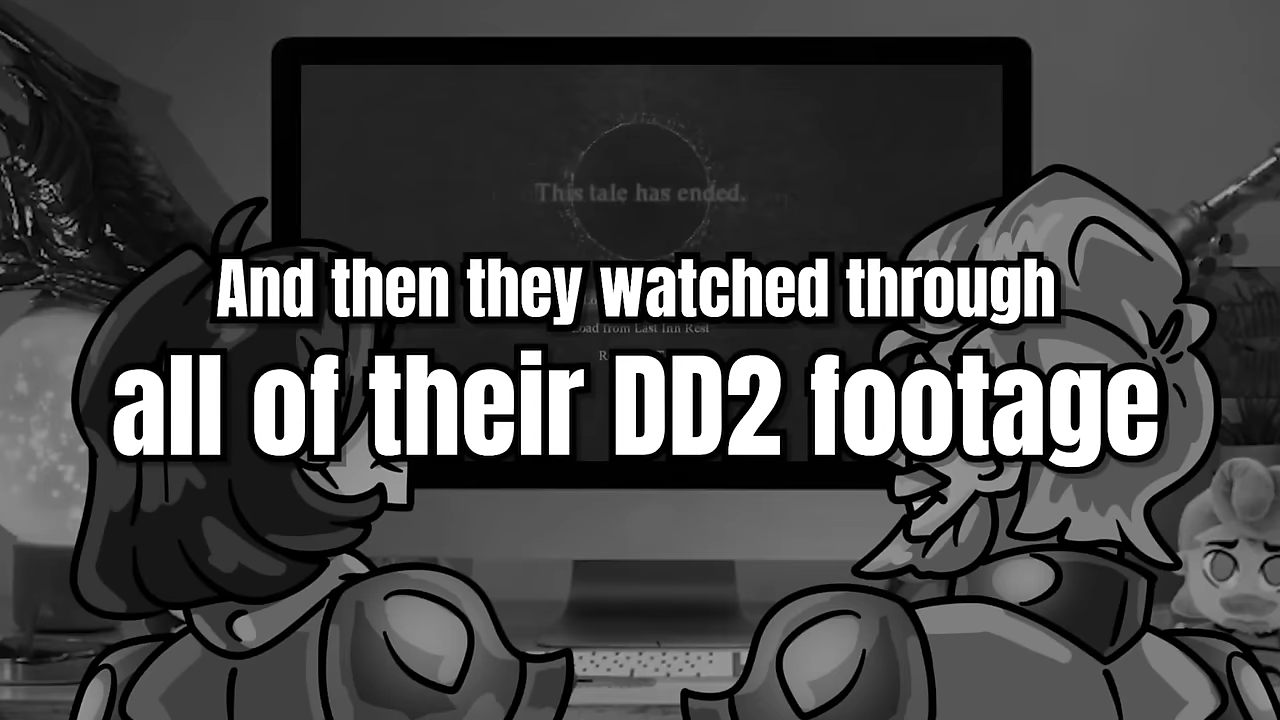 This tale has ended.
And then they watched through
Load from Last Inn Rest
all of their DD2 footage